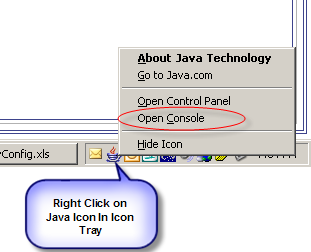 About Java Technology
Go to Java.com
Open Control Panel
Open Console
Hide Icon
Config.xls
Right Click on
Java Icon In Icon
Tray